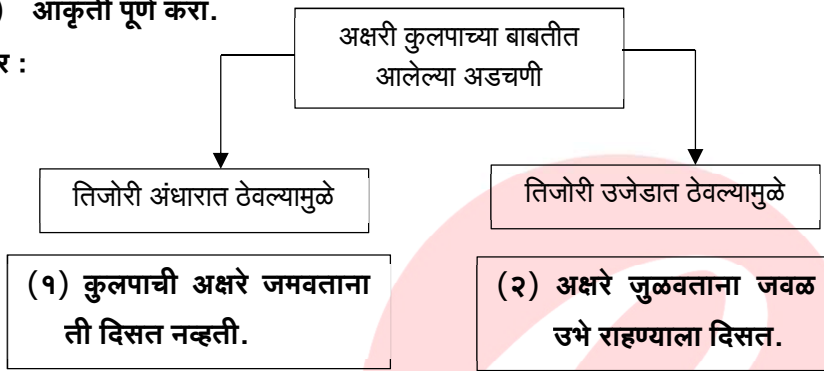 ) आकृती पूर्ण करा.
र :
अक्षरी कुलपाच्या बाबतीत
आलेल्या अडचणी
तिजोरी अंधारात ठेवल्यामुळे
तिजोरी उजेडात ठेवल्यामुळे
(१) कुलपाची अक्षरे जमवताना
ती दिसत नव्हती.
(२) अक्षरे जुळवताना जवळ
उभे राहण्याला दिसत.